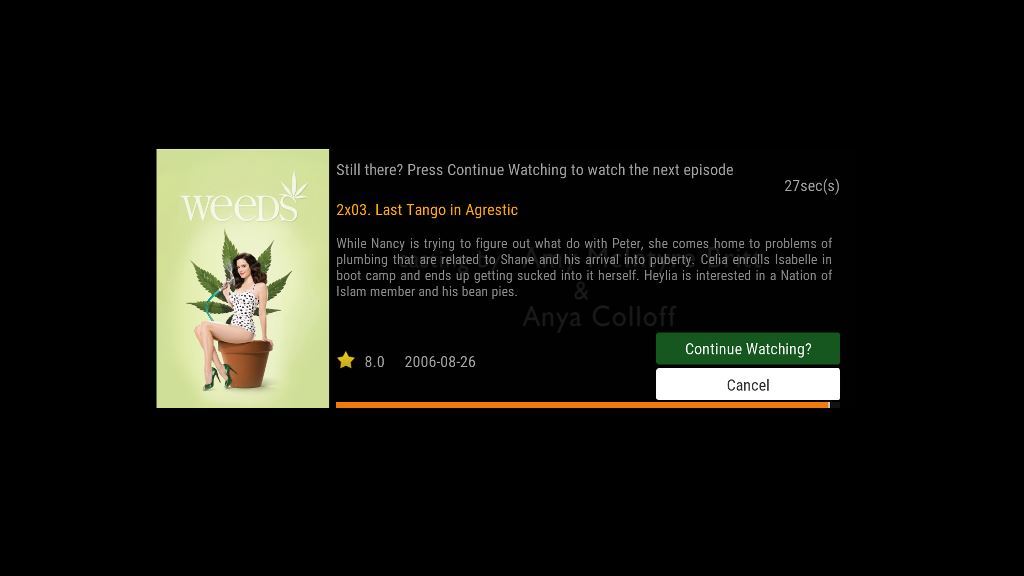 weeds
Still there? Press Continue Watching to watch the next episode
27sec(s)
2x03. Last Tango in Agrestic
While Nancy is trying to figure out what do with Peter, she comes home to problems of
plumbing that are related to Shane and his arrival into puberty. Celia enrolls Isabelle in
boot camp and ends up getting sucked into it herself. Heylia is interested in a Nation of
Islam member and his bean pies.
&
Anya Colloff
8.0 2006-08-26
Continue Watching?
Cancel